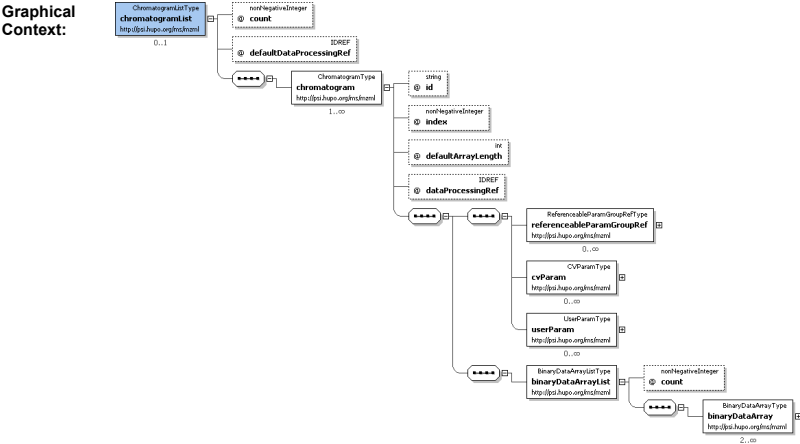 Graphical
Context:
ChromatogramListType
chromatogramList
http://psi.hupo.org/ms/mzml
0..1
nonNegativeInteger
@ count
IDREF
@ defaultDataProcessingRef
ChromatogramType
chromatogram
http://psi.hupo.org/ms/mzml
1..∞
string
@ id
nonNegativeInteger
@ index
int
@ defaultArrayLength
IDREF
@ dataProcessingRef
ReferenceableParamGroupRefType
referenceableParamGroupRef
http://psi.hupo.org/ms/mzml
0..∞
CVParamType
cvParam
http://psi.hupo.org/ms/mzml
0..∞
UserParamType
userParam
http://psi.hupo.org/ms/mzml
0..∞
BinaryDataArrayListType
binaryDataArrayList
http://psi.hupo.org/ms/mzml
nonNegativeInteger
@ count
BinaryDataArrayType
binaryDataArray
http://psi.hupo.org/ms/mzml
2..∞